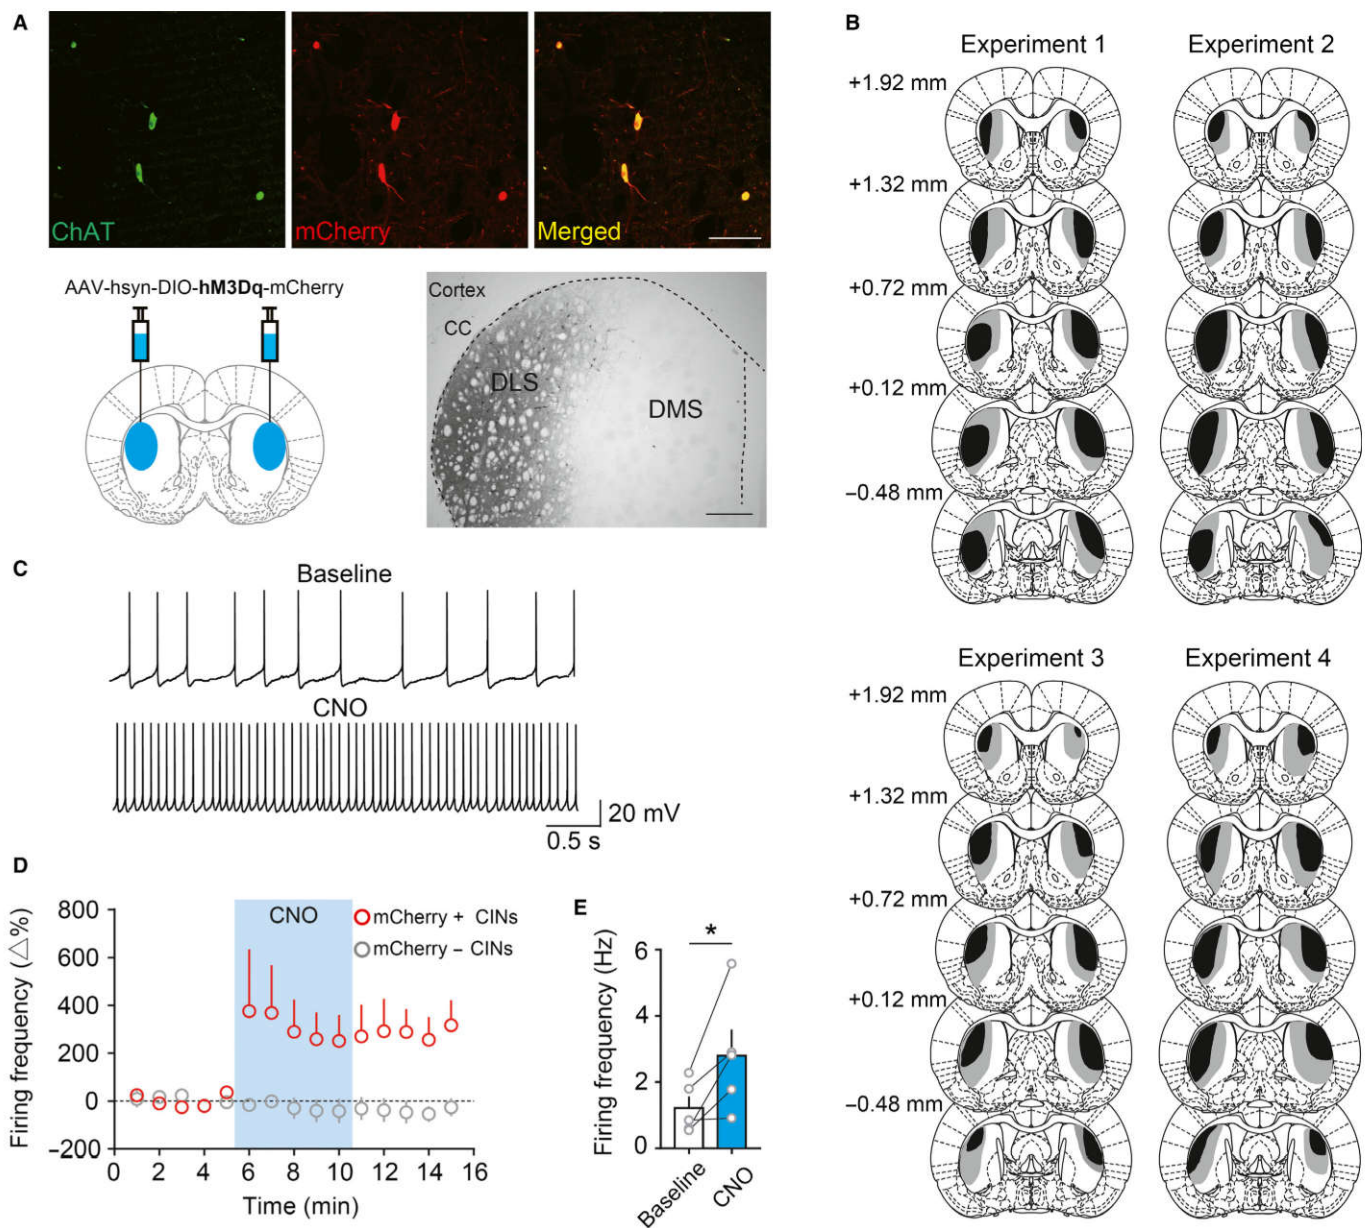 A
ChAT
mCherry
Merged
AAV-hsyn-DIO-hM3Dq-mCherry
Cortex
CC
DLS
DMS
B
Experiment 1
Experiment 2
+1.92 mm
+1.32 mm
+0.72 mm
+0.12 mm
−0.48 mm
Experiment 3
Experiment 4
+1.92 mm
+1.32 mm
+0.72 mm
+0.12 mm
−0.48 mm
C
Baseline
CNO
20 mV
0.5 s
D
Firing frequency (△%)
800
600
400
200
0
−200
CNO
mCherry + CINs
mCherry − CINs
0 2 4 6 8 10 12 14 16
Time (min)
E
Firing frequency (Hz)
6
4
2
0
*
Baseline
CNO